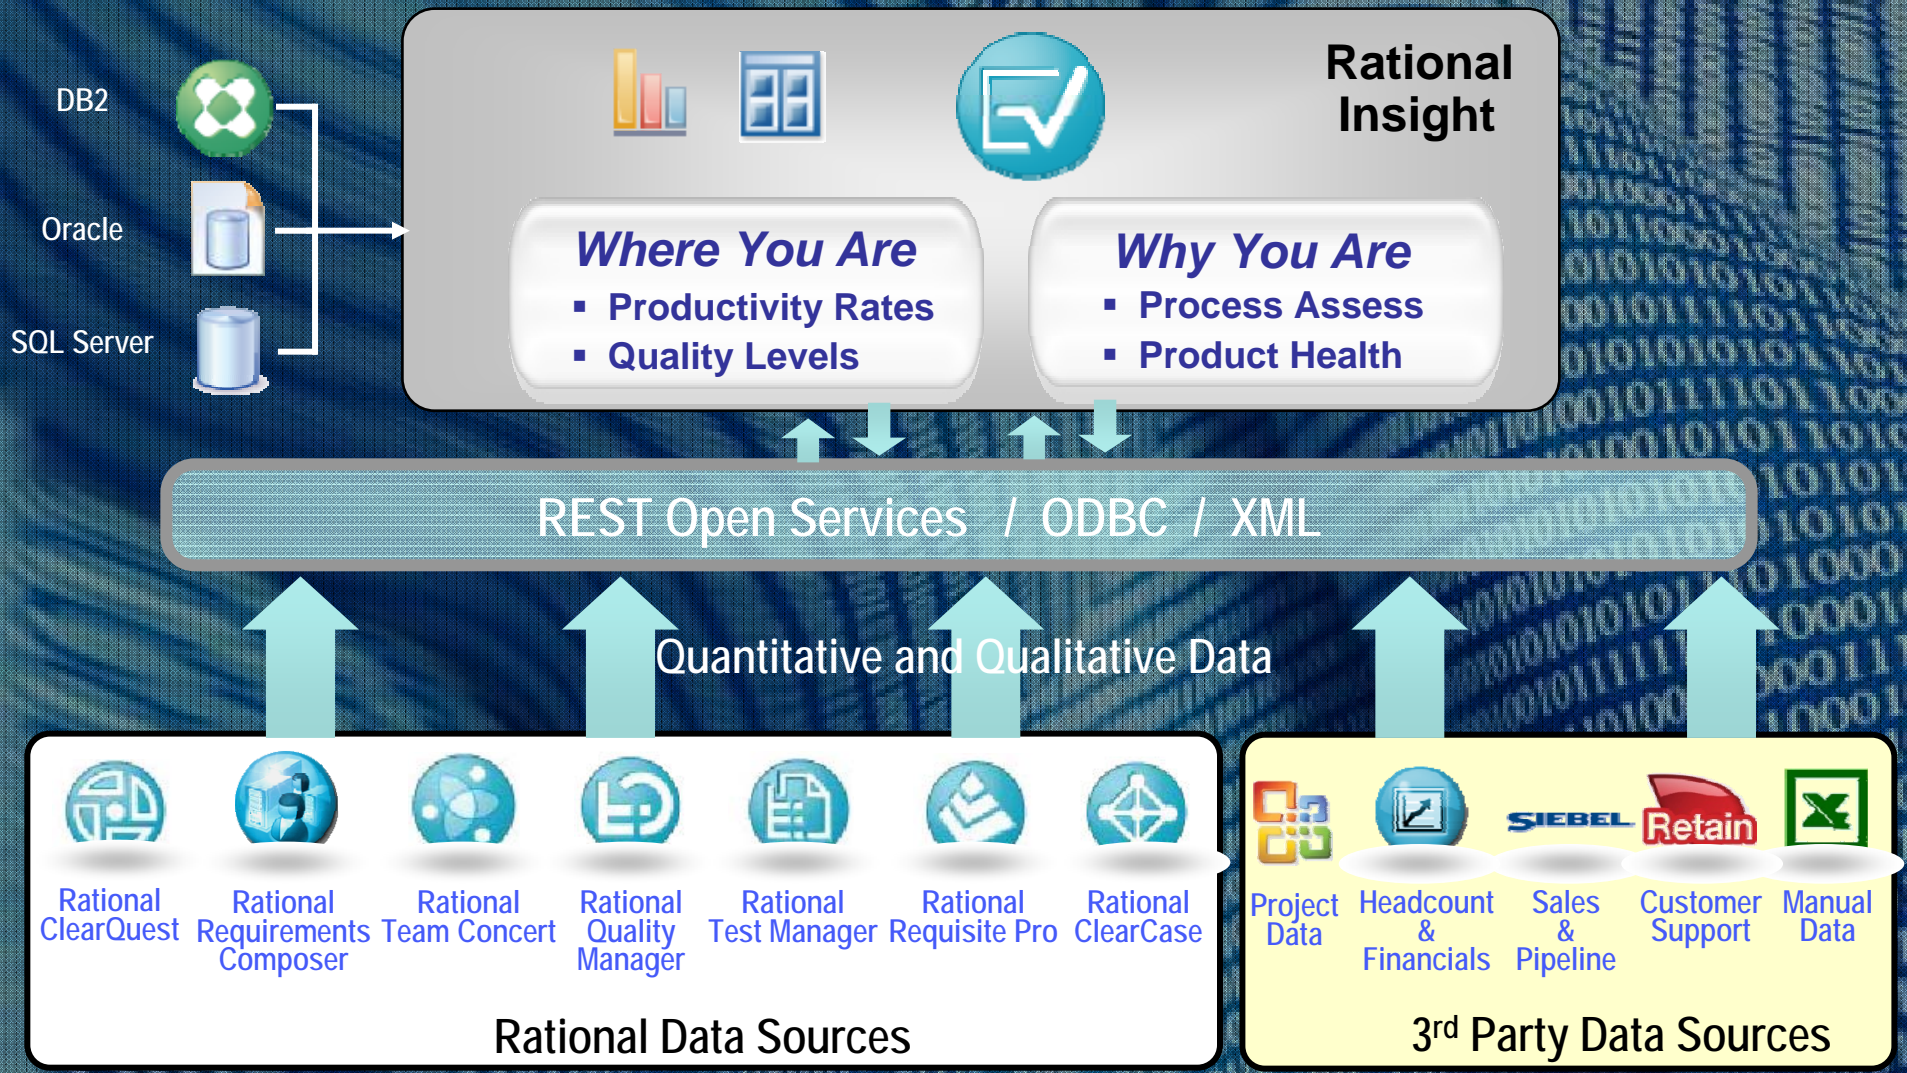 DB2
Oracle
SQL Server
Rational
Insight
Where You Are
▪ Productivity Rates
▪ Quality Levels
Why You Are
▪ Process Assess
▪ Product Health
REST Open Services / ODBC / XML
Quantitative and Qualitative Data
Rational
ClearQuest
Rational
Requirements
Composer
Rational
Team Concert
Rational
Quality
Manager
Rational
Test Manager
Rational
Requisite Pro
Rational
ClearCase
Rational Data Sources
SIEBEL
Retain
Project
Data
Headcount
&
Financials
Sales
&
Pipeline
Customer
Support
Manual
Data
3rd Party Data Sources